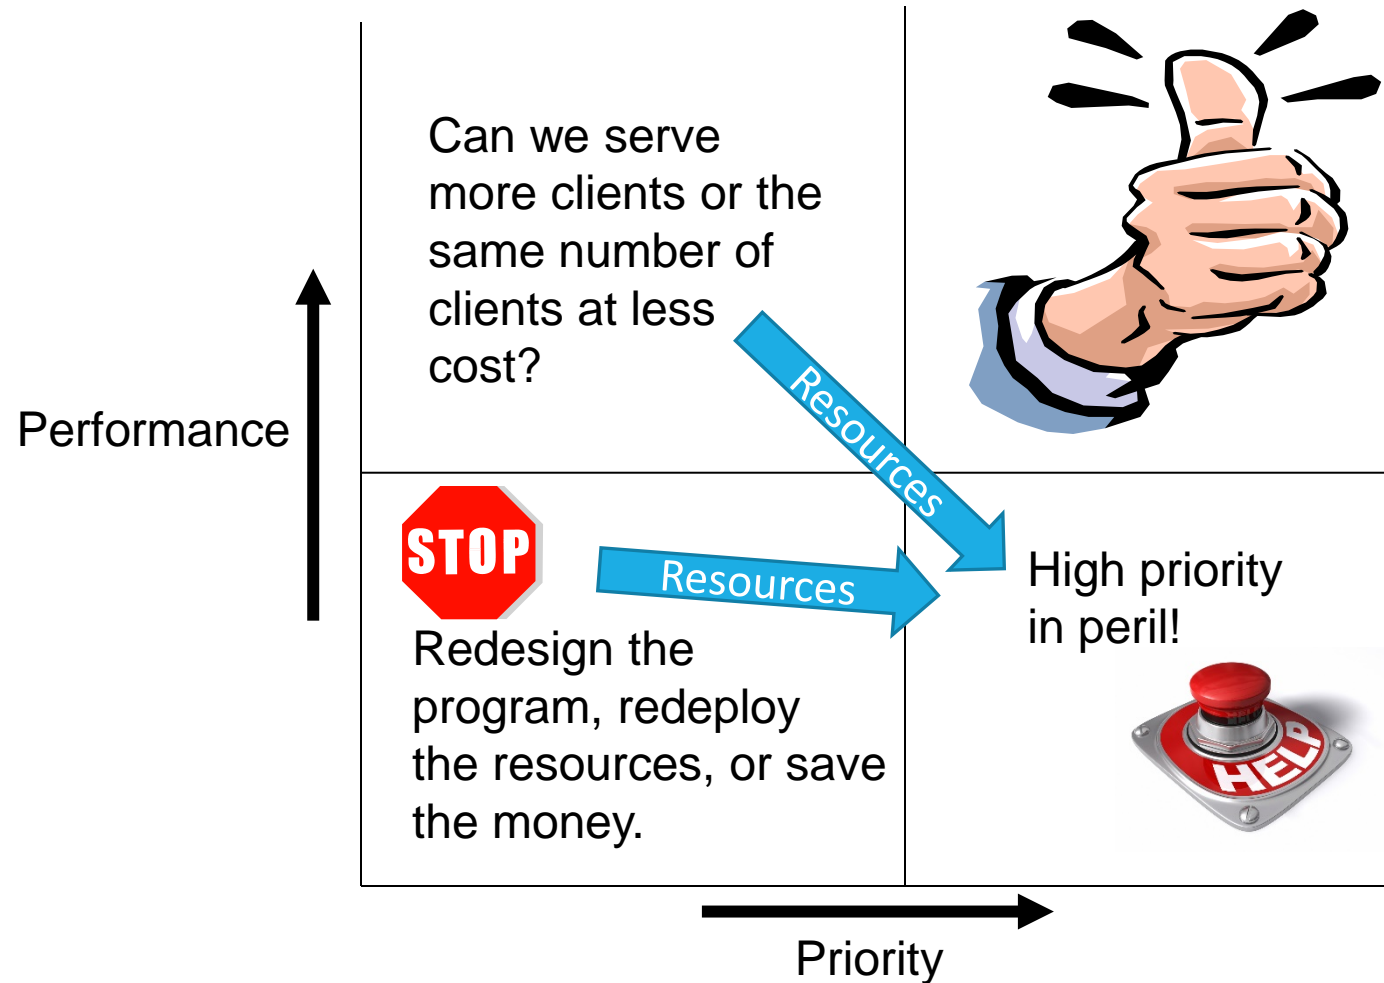 Can we serve
more clients or the
same number of
clients at less
cost?
Performance
Resources
STOP
Resources
High priority
in peril!
Redesign the
program, redeploy
the resources, or save
the money.
HELP
Priority